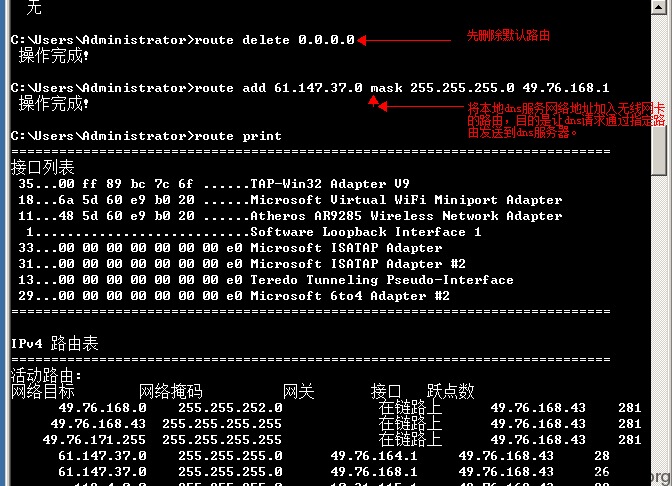 无
C:\Users\Administrator>route delete 0.0.0.0
先删除默认路由
操作完成!
C:\Users\Administrator>route add 61.147.37.0 mask 255.255.255.0 49.76.168.1
操作完成!
将本地dns服务网络地址加入无线网卡
的路由，目的是让dns请求通过指定路
由发送到dns服务器。
C:\Users\Administrator>route print
===========================================================================
接口列表
35...00 ff 89 bc 7c 6f ......TAP-Win32 Adapter V9
18...6a 5d 60 e9 b0 20 ......Microsoft Virtual WiFi Miniport Adapter
11...48 5d 60 e9 b0 20 ......Atheros AR9285 Wireless Network Adapter
1...........................Software Loopback Interface 1
33...00 00 00 00 00 00 00 e0 Microsoft ISATAP Adapter
31...00 00 00 00 00 00 00 e0 Microsoft ISATAP Adapter #2
13...00 00 00 00 00 00 00 e0 Teredo Tunneling Pseudo-Interface
29...00 00 00 00 00 00 00 e0 Microsoft 6to4 Adapter #2
===========================================================================
IPv4 路由表
===========================================================================
活动路由:
网络目标 网络掩码 网关 接口 跃点数
49.76.168.0 255.255.252.0 在链路上 49.76.168.43 281
49.76.168.43 255.255.255.255 在链路上 49.76.168.43 281
49.76.171.255 255.255.255.255 在链路上 49.76.168.43 281
61.147.37.0 255.255.255.0 49.76.164.1 49.76.168.43 28
61.147.37.0 255.255.255.0 49.76.168.1 49.76.168.43 26
org